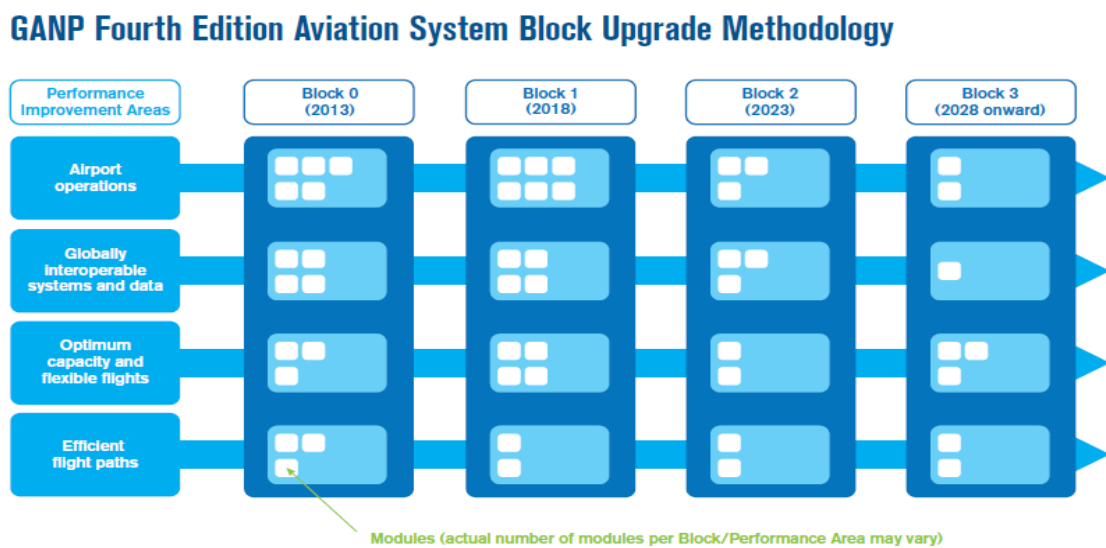 GANP Fourth Edition Aviation System Block Upgrade Methodology
Performance
Improvement Areas
Block 0
(2013)
Block 1
(2018)
Block 2
(2023)
Block 3
(2028 onward)
Airport
operations
Globally
interoperable
systems and data
Optimum
capacity and
flexible flights
Efficient
flight paths
Modules (actual number of modules per Block/Performance Area may vary)